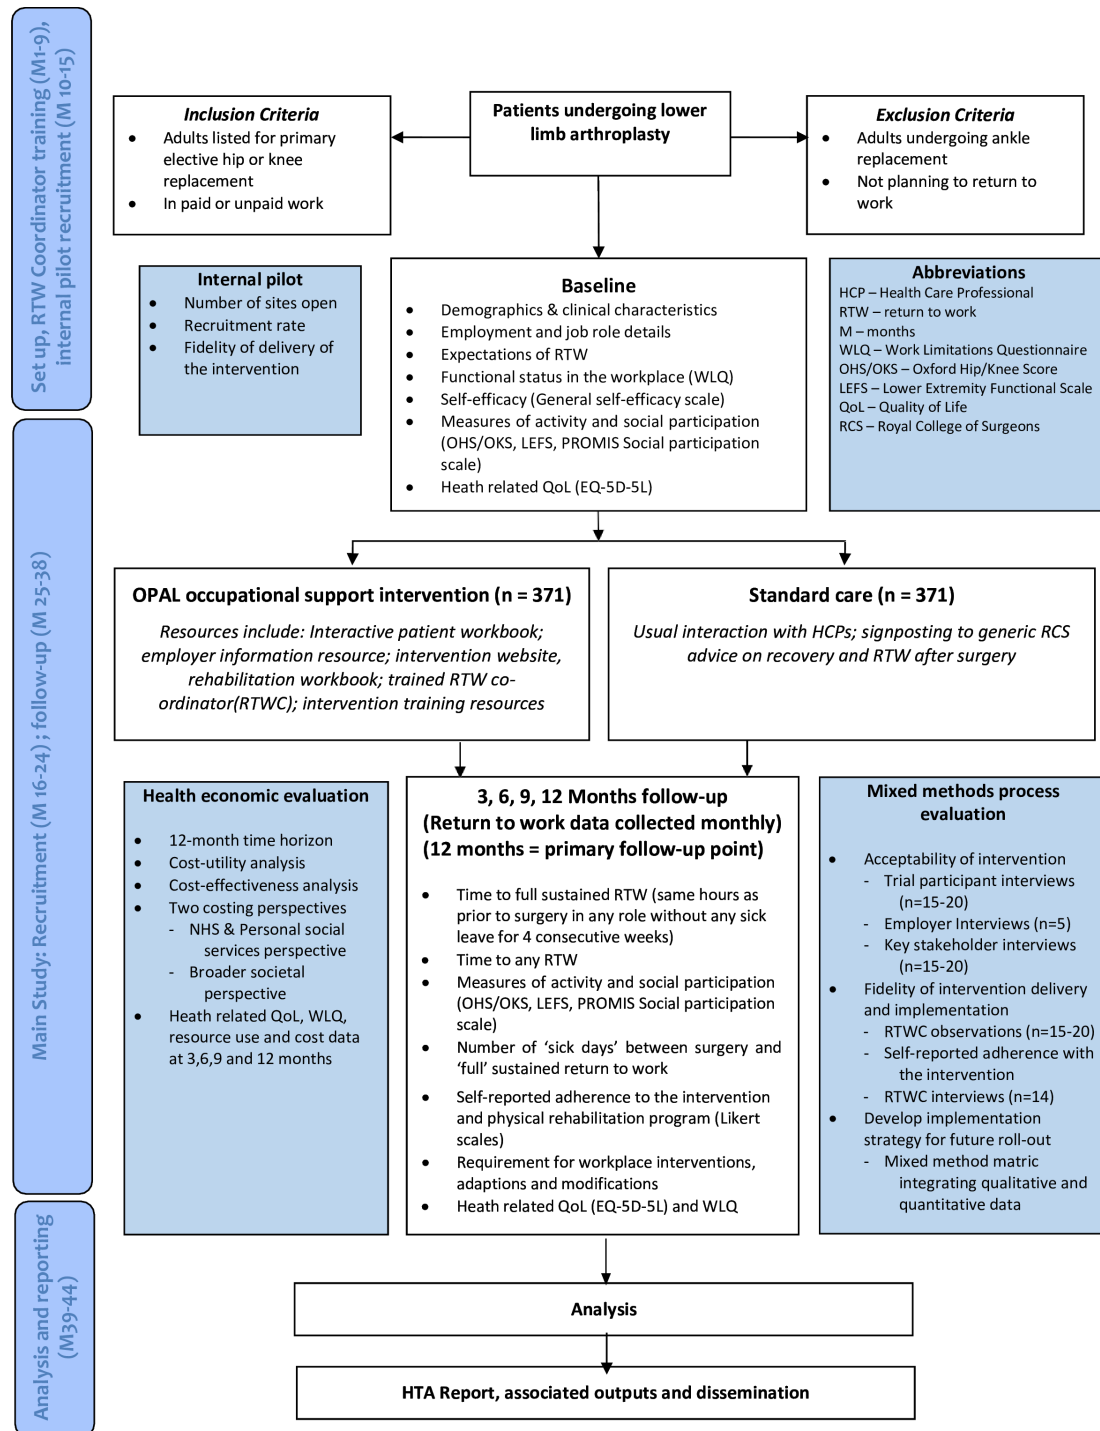 Set up, RTW Coordinator training (M1-9),
internal pilot recruitment (M 10-15)
Inclusion Criteria
• Adults listed for primary
elective hip or knee
replacement
• In paid or unpaid work
Patients undergoing lower
limb arthroplasty
Exclusion Criteria
• Adults undergoing ankle
replacement
• Not planning to return to
work
Internal pilot
• Number of sites open
• Recruitment rate
• Fidelity of delivery of
the intervention
Baseline
• Demographics & clinical characteristics
• Employment and job role details
• Expectations of RTW
• Functional status in the workplace (WLQ)
• Self-efficacy (General self-efficacy scale)
• Measures of activity and social participation
(OHS/OKS, LEFS, PROMIS Social participation
scale)
• Heath related QoL (EQ-5D-5L)
Abbreviations
HCP – Health Care Professional
RTW – return to work
M – months
WLQ – Work Limitations Questionnaire
OHS/OKS – Oxford Hip/Knee Score
LEFS – Lower Extremity Functional Scale
QoL – Quality of Life
RCS – Royal College of Surgeons
Main Study: Recruitment (M 16-24) ; follow-up (M 25-38)
OPAL occupational support intervention (n = 371)
Resources include: Interactive patient workbook;
employer information resource; intervention website,
rehabilitation workbook; trained RTW co-
ordinator(RTWC); intervention training resources
Standard care (n = 371)
Usual interaction with HCPs; signposting to generic RCS
advice on recovery and RTW after surgery
Health economic evaluation
• 12-month time horizon
• Cost-utility analysis
• Cost-effectiveness analysis
• Two costing perspectives
- NHS & Personal social
services perspective
- Broader societal
perspective
• Heath related QoL, WLQ,
resource use and cost data
at 3,6,9 and 12 months
3, 6, 9, 12 Months follow-up
(Return to work data collected monthly)
(12 months = primary follow-up point)
• Time to full sustained RTW (same hours as
prior to surgery in any role without any sick
leave for 4 consecutive weeks)
• Time to any RTW
• Measures of activity and social participation
(OHS/OKS, LEFS, PROMIS Social participation
scale)
• Number of ‘sick days’ between surgery and
‘full’ sustained return to work
• Self-reported adherence to the intervention
and physical rehabilitation program (Likert
scales)
• Requirement for workplace interventions,
adaptions and modifications
• Heath related QoL (EQ-5D-5L) and WLQ
Mixed methods process
evaluation
• Acceptability of intervention
- Trial participant interviews
(n=15-20)
- Employer Interviews (n=5)
- Key stakeholder interviews
(n=15-20)
• Fidelity of intervention delivery
and implementation
- RTWC observations (n=15-20)
- Self-reported adherence with
the intervention
- RTWC interviews (n=14)
• Develop implementation
strategy for future roll-out
- Mixed method matric
integrating qualitative and
quantitative data
Analysis and reporting
(M39-44)
Analysis
HTA Report, associated outputs and dissemination